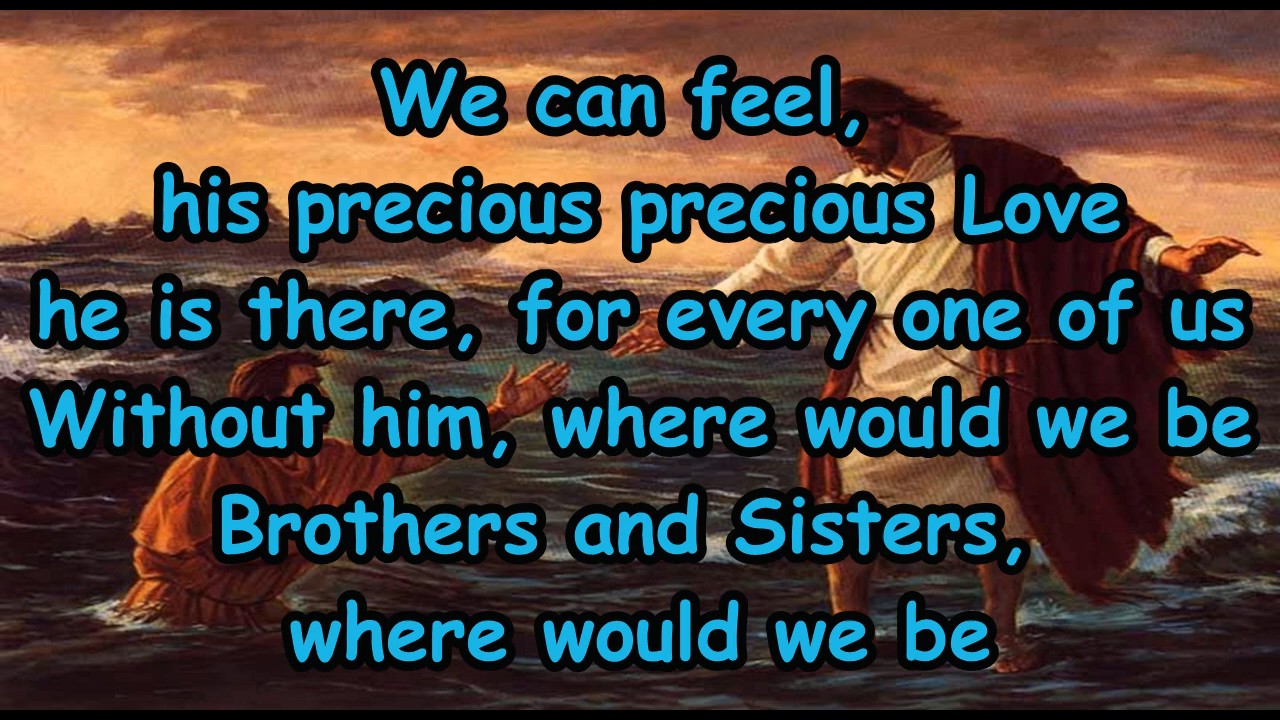 We can feel,
his precious precious Love
he is there, for every one of us
Without him, where would we be
Brothers and Sisters,
where would we be